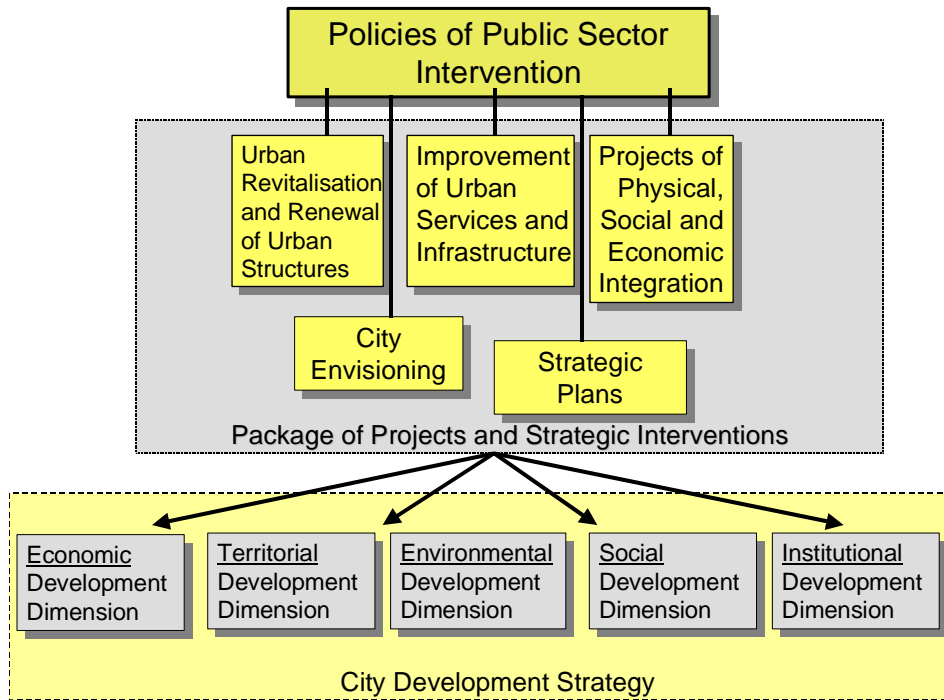 Policies of Public Sector
Intervention
Urban
Revitalisation
and Renewal
of Urban
Structures
Improvement
of Urban
Services and
Infrastructure
Projects of
Physical,
Social and
Economic
Integration
City
Envisioning
Strategic
Plans
Package of Projects and Strategic Interventions
Economic
Development
Dimension
Territorial
Development
Dimension
Environmental
Development
Dimension
Social
Development
Dimension
Institutional
Development
Dimension
City Development Strategy